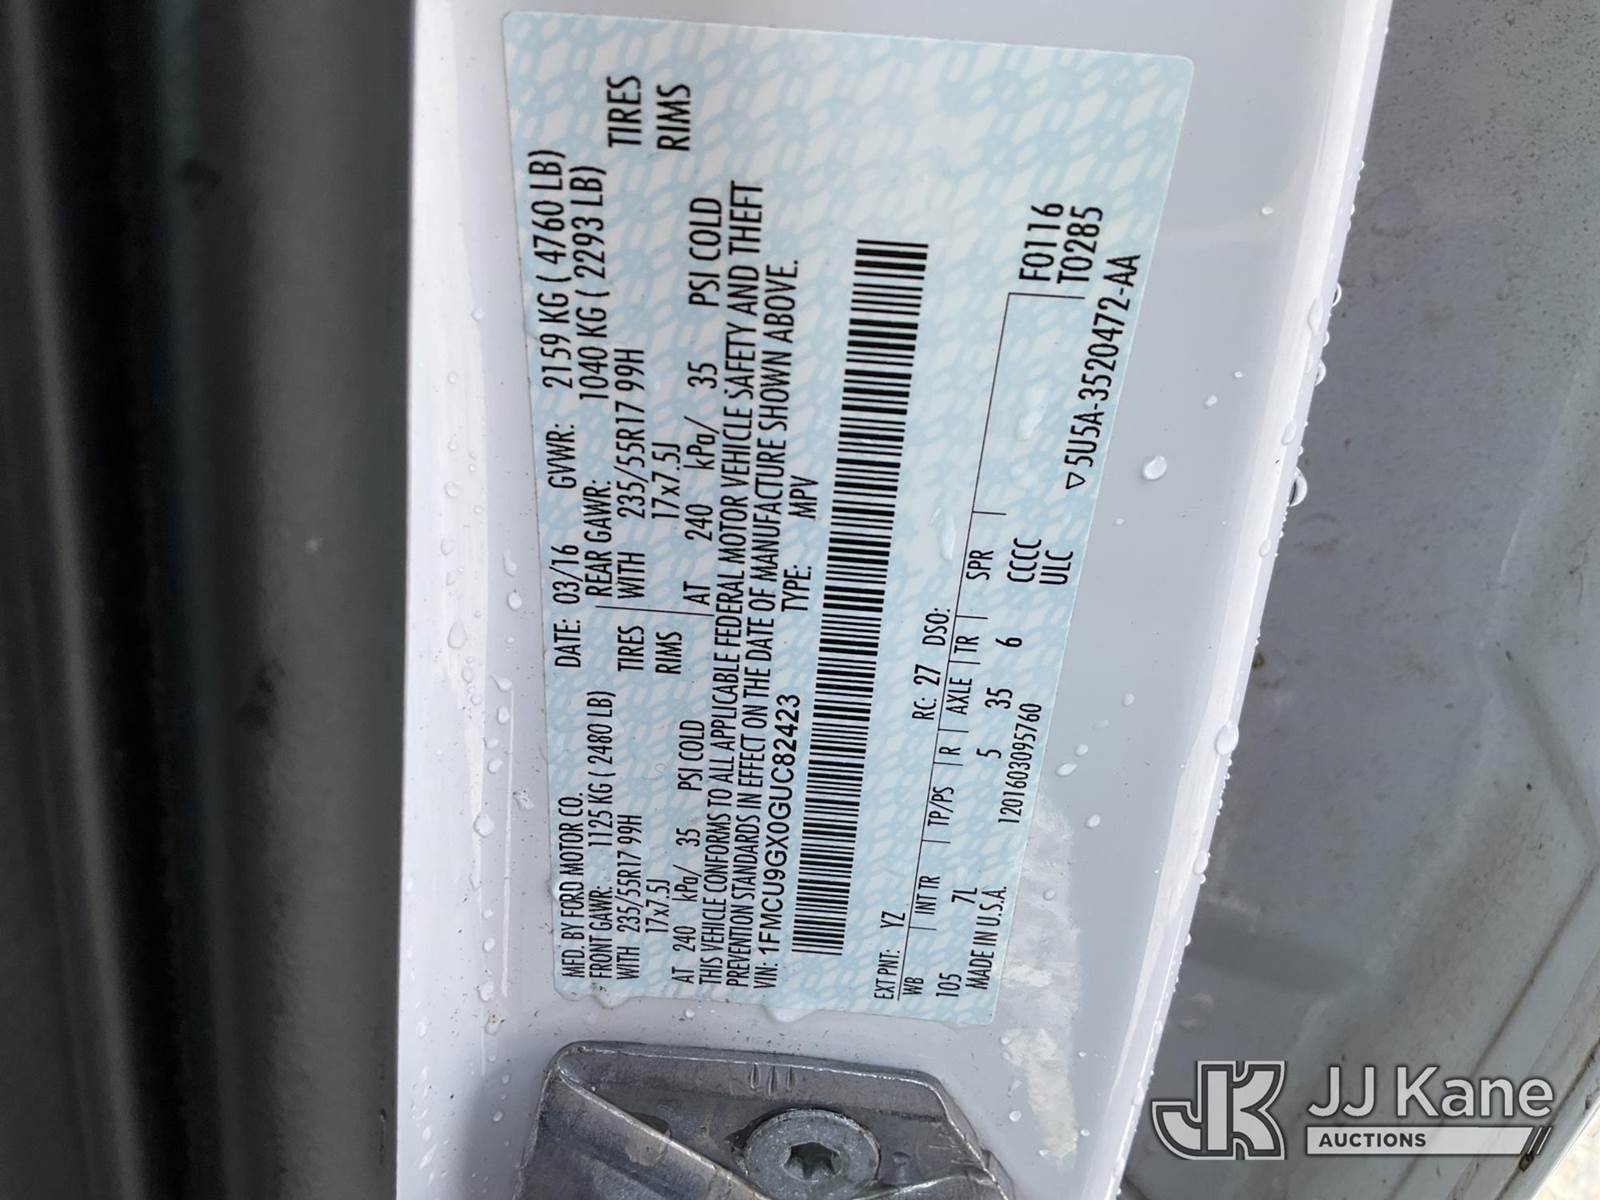 MFD. BY FORD MOTOR CO.
DATE: 03/16 GVWR: 2159 KG ( 4760 LB)
FRONT GAWR: 1125 KG ( 2480 LB) REAR GAWR: 1040 KG ( 2293 LB)
WITH 235/55R17 99H TIRES WITH 235/55R17 99H TIRES
17x7.5J RIMS 17x7.5J RIMS
AT 240 kPa/ 35 PSI COLD AT 240 kPa/ 35 PSI COLD
THIS VEHICLE CONFORMS TO ALL APPLICABLE FEDERAL MOTOR VEHICLE SAFETY AND THEFT
PREVENTION STANDARDS IN EFFECT ON THE DATE OF MANUFACTURE SHOWN ABOVE.
VIN: 1FMCU9GX0GUC82423 TYPE: MPV
EXT PNT: YZ RC: 27 DSO:
WB INT TR TP/PS R AXLE TR SPR
F0116
T0285
105 7L 5 35 6 CCCC
MADE IN U.S.A. 1201603095760 ULC
▽5U5A-3520472-AA
JK JJ Kane
AUCTIONS